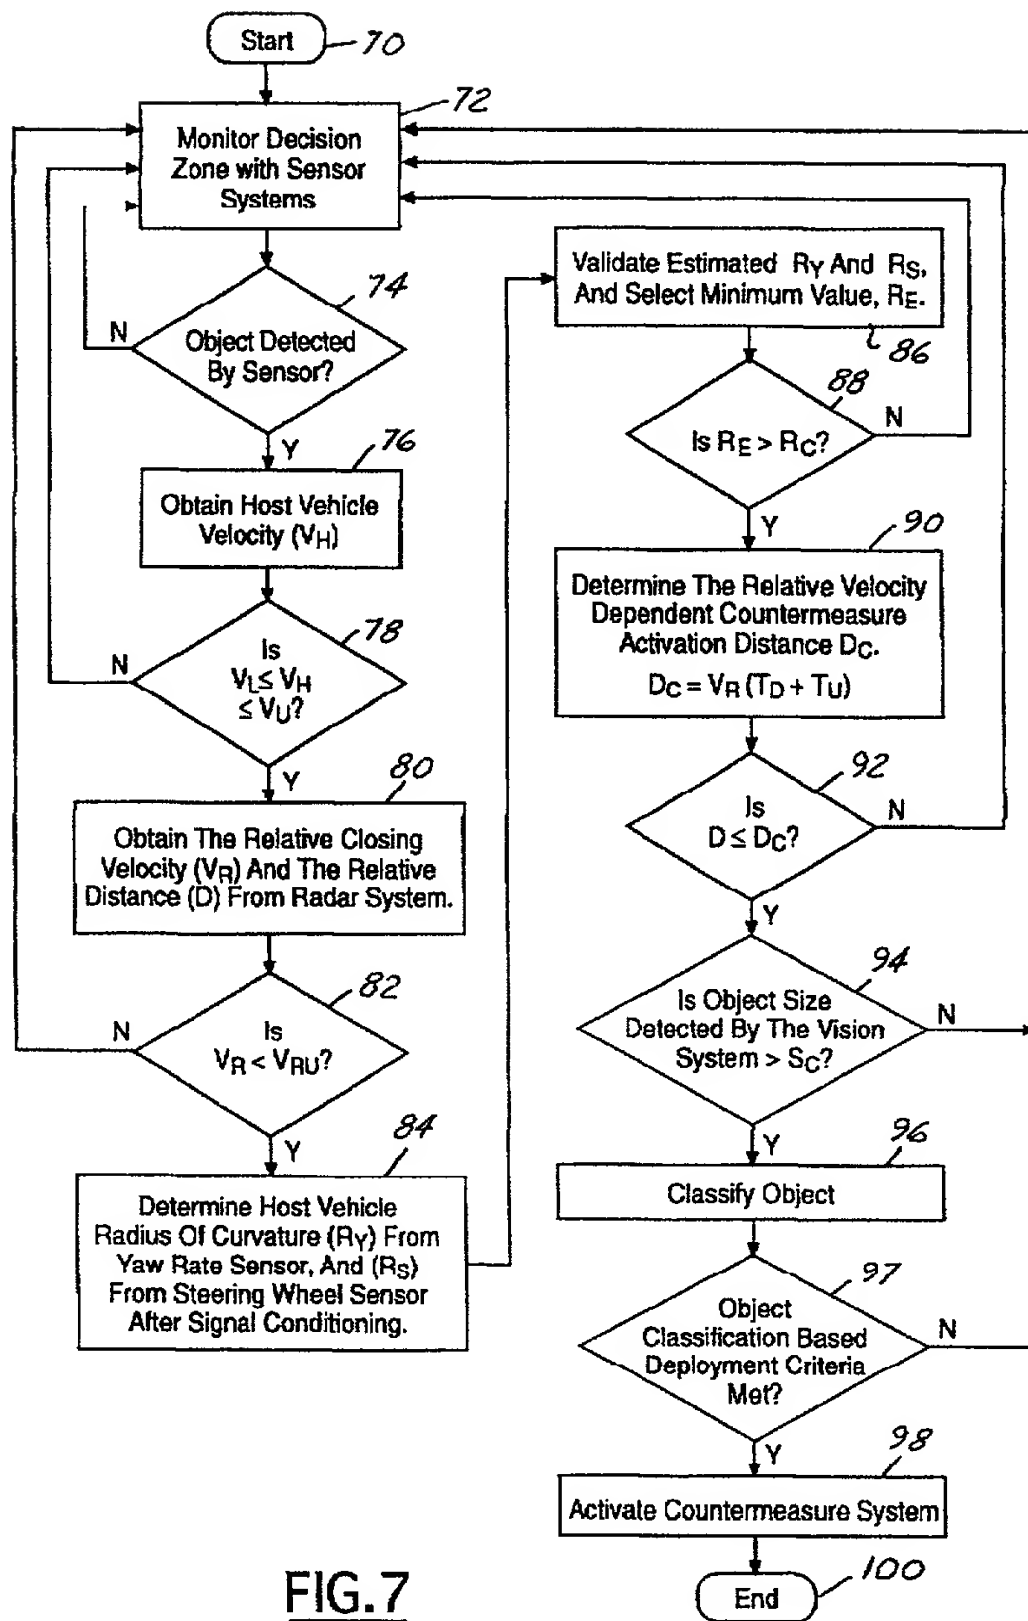 Start
70
72
Monitor Decision
Zone with Sensor
Systems
74
N
Object Detected
By Sensor?
Y
76
Obtain Host Vehicle
Velocity (VH)
78
N
Is
VL ≤ VH
≤ VU?
Y
80
Obtain The Relative Closing
Velocity (VR) And The Relative
Distance (D) From Radar System.
82
N
Is
VR < VRU?
Y
84
Determine Host Vehicle
Radius Of Curvature (RY) From
Yaw Rate Sensor, And (RS)
From Steering Wheel Sensor
After Signal Conditioning.
Validate Estimated RY And RS,
And Select Minimum Value, RE.
86
88
N
Is RE > RC?
Y
90
Determine The Relative Velocity
Dependent Countermeasure
Activation Distance DC.
DC = VR (TD + TU)
92
Is
N
D ≤ DC?
Y
94
Is Object Size
N
Detected By The Vision
System > SC?
Y
96
Classify Object
97
Object
Classification Based
N
Deployment Criteria
Met?
Y
98
Activate Countermeasure System
100
End
FIG.7